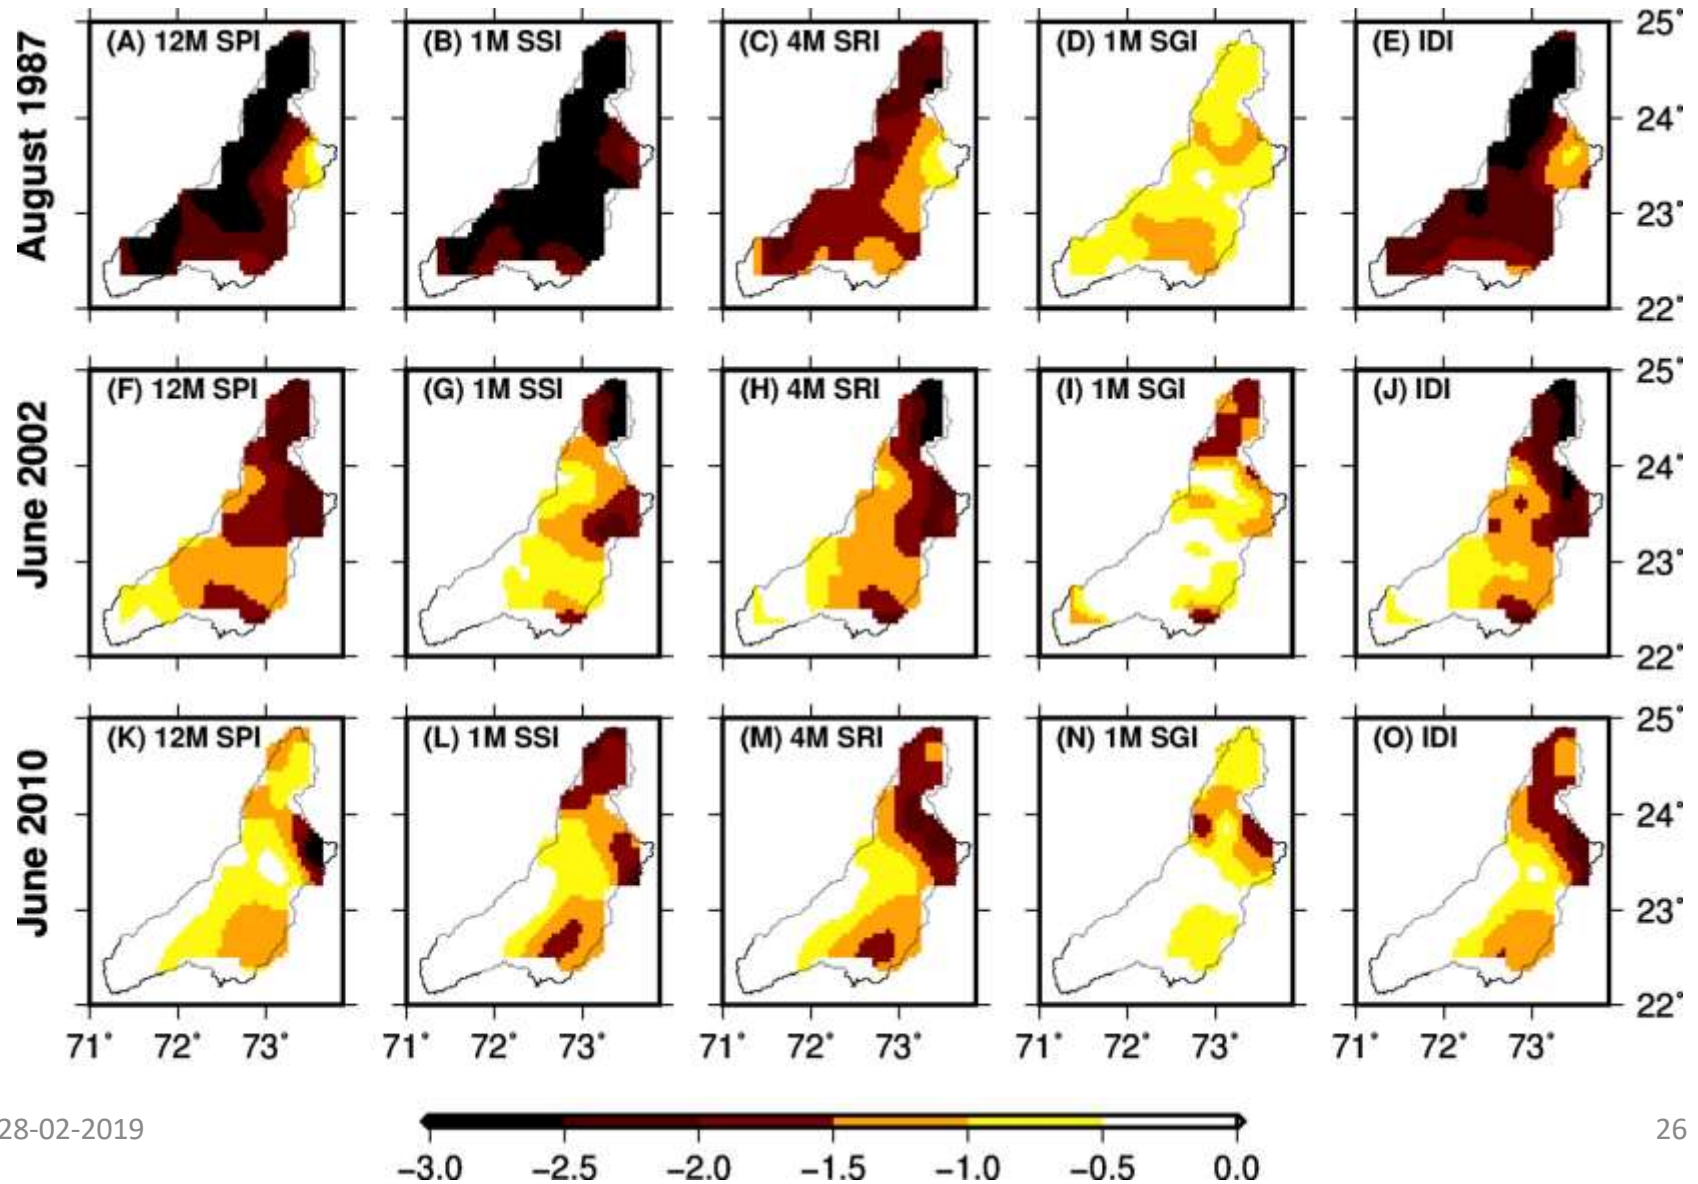 (A) 12M SPI (B) 1M SSI (C) 4M SRI (D) 1M SGI (E) IDI 25˚
24˚
August 1987
23˚
22˚
(F) 12M SPI (G) 1M SSI (H) 4M SRI (I) 1M SGI (J) IDI 25˚
24˚
June 2002
23˚
22˚
(K) 12M SPI (L) 1M SSI (M) 4M SRI (N) 1M SGI (O) IDI 25˚
24˚
June 2010
23˚
22˚
71˚ 72˚ 73˚ 71˚ 72˚ 73˚ 71˚ 72˚ 73˚ 71˚ 72˚ 73˚ 71˚ 72˚ 73˚
28-02-2019 26
−3.0 −2.5 −2.0 −1.5 −1.0 −0.5 0.0